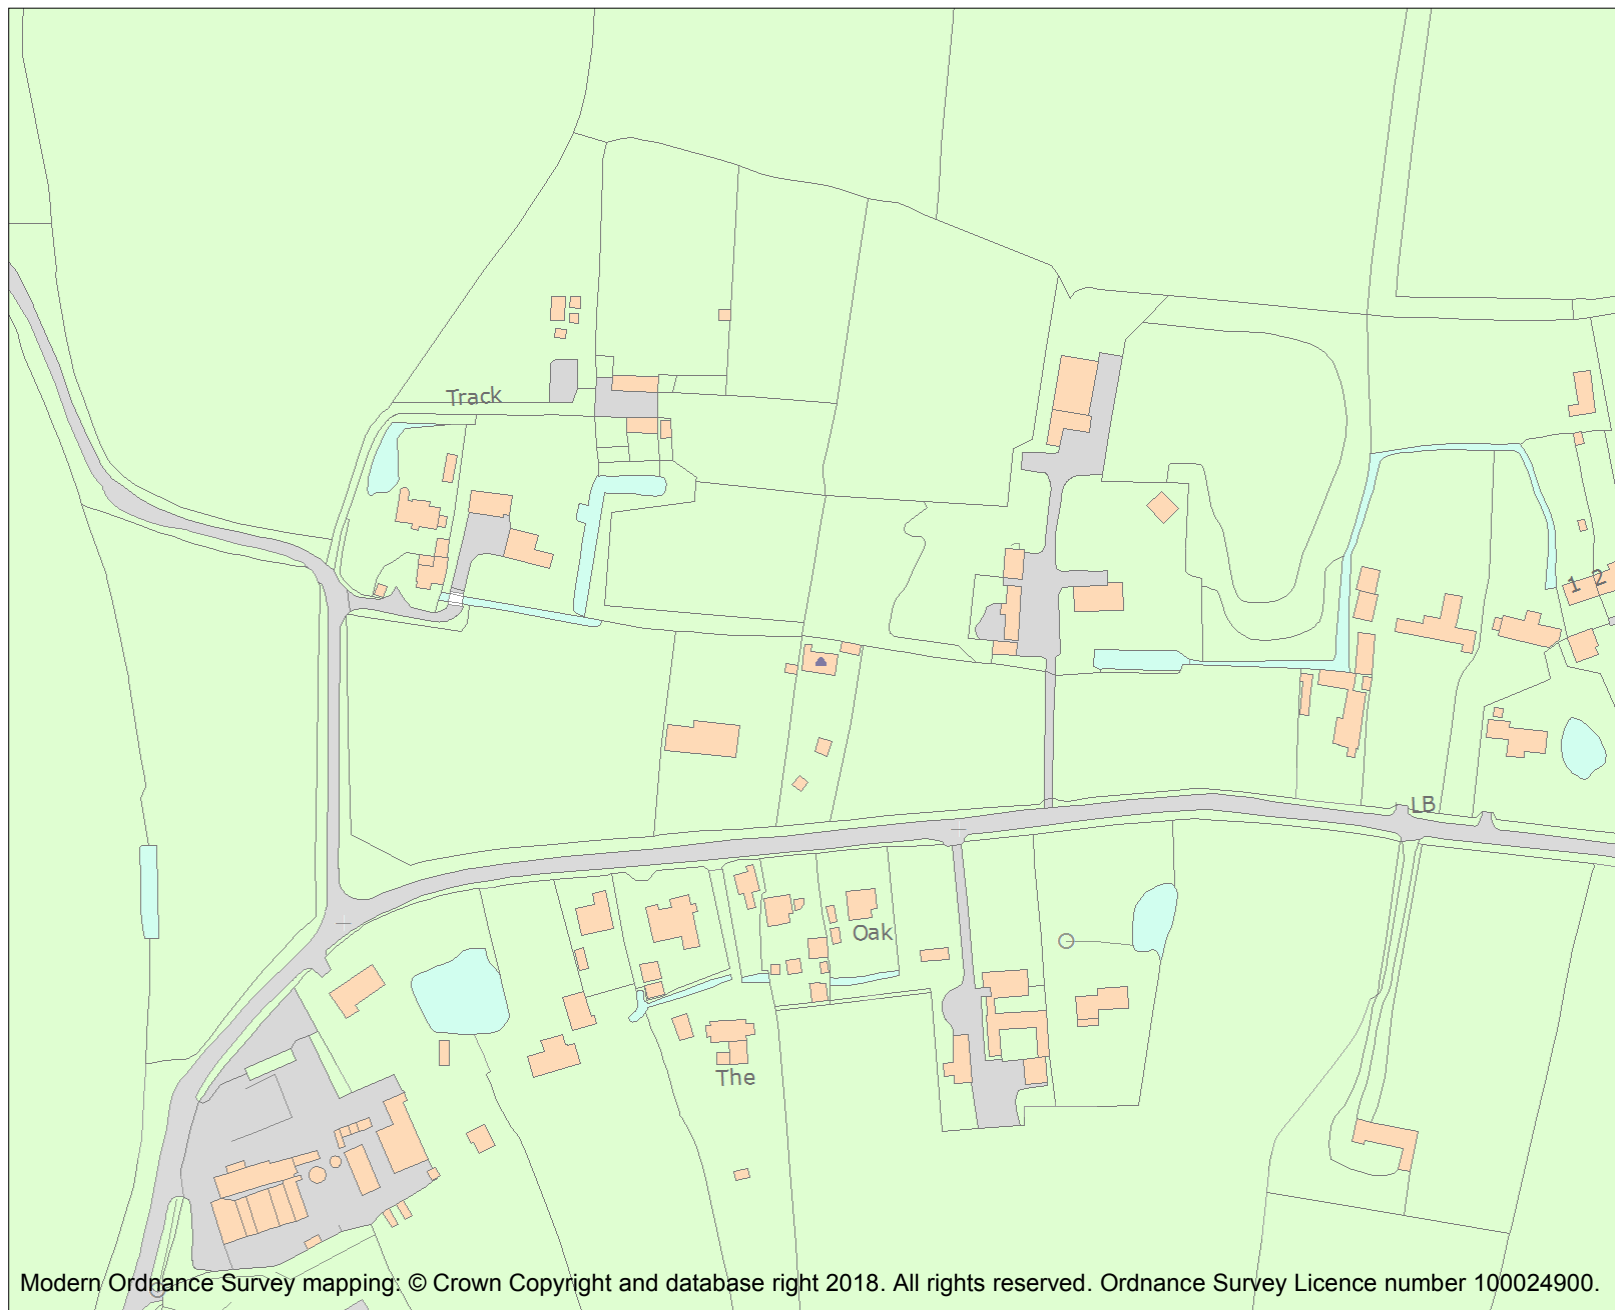 Track
1 2
LB
Oak
The
Modern Ordnance Survey mapping: © Crown Copyright and database right 2018. All rights reserved. Ordnance Survey Licence number 100024900.